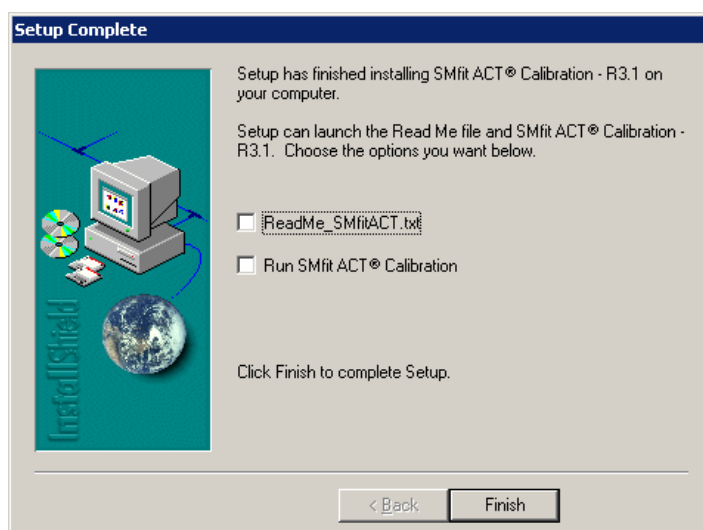 Setup Complete
Setup has finished installing SMfit ACT® Calibration - R3.1 on
your computer.
Setup can launch the Read Me file and SMfit ACT® Calibration -
R3.1. Choose the options you want below.
ReadMe_SMfitACT.txt
Run SMfit ACT® Calibration
Click Finish to complete Setup.
InstallShield
< Back
Finish